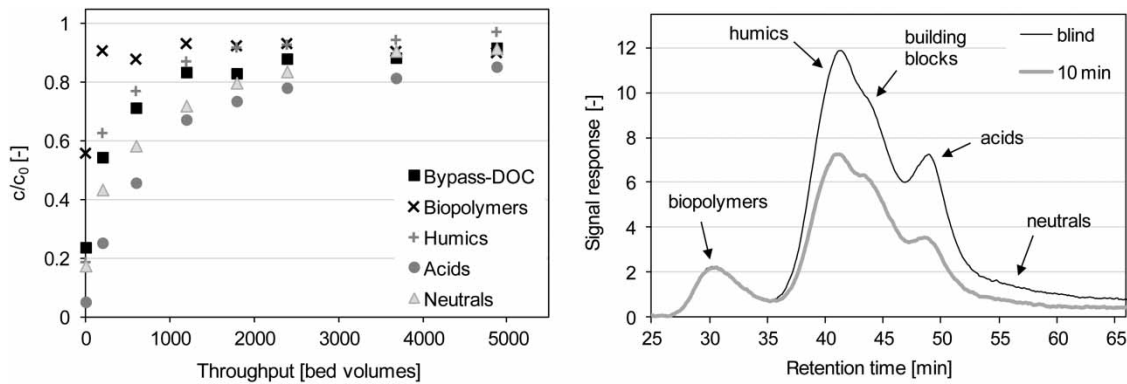 1
0.8
0.6
0.4
0.2
0
c/c0 [-]
0 1000 2000 3000 4000 5000
Throughput [bed volumes]
Bypass-DOC
Biopolymers
Humics
Acids
Neutrals
12
10
8
6
4
2
0
Signal response [-]
25 30 35 40 45 50 55 60 65
Retention time [min]
humics
building
blocks
blind
10 min
acids
biopolymers
neutrals